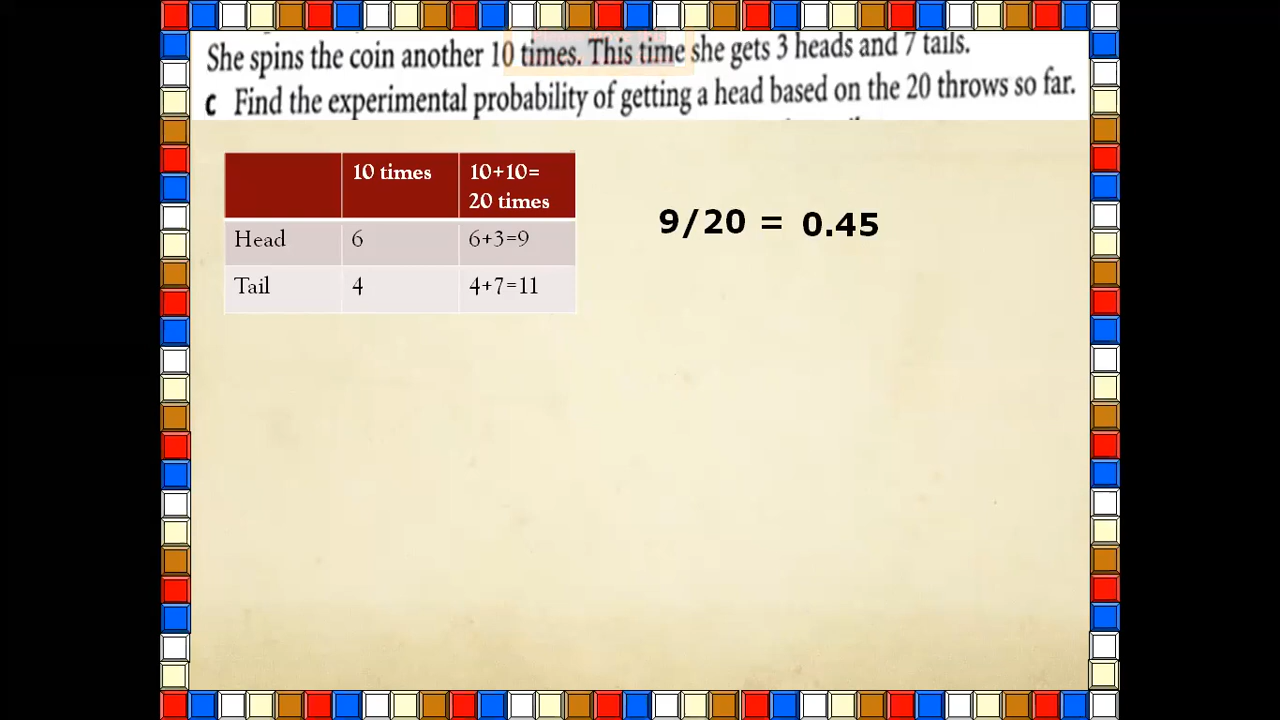 She spins the coin another 10 times. This time she gets 3 heads and 7 tails.
c Find the experimental probability of getting a head based on the 20 throws so far.
10 times 10+10=
20 times
Head 6 6+3=9
Tail 4 4+7=11
9/20 = 0.45